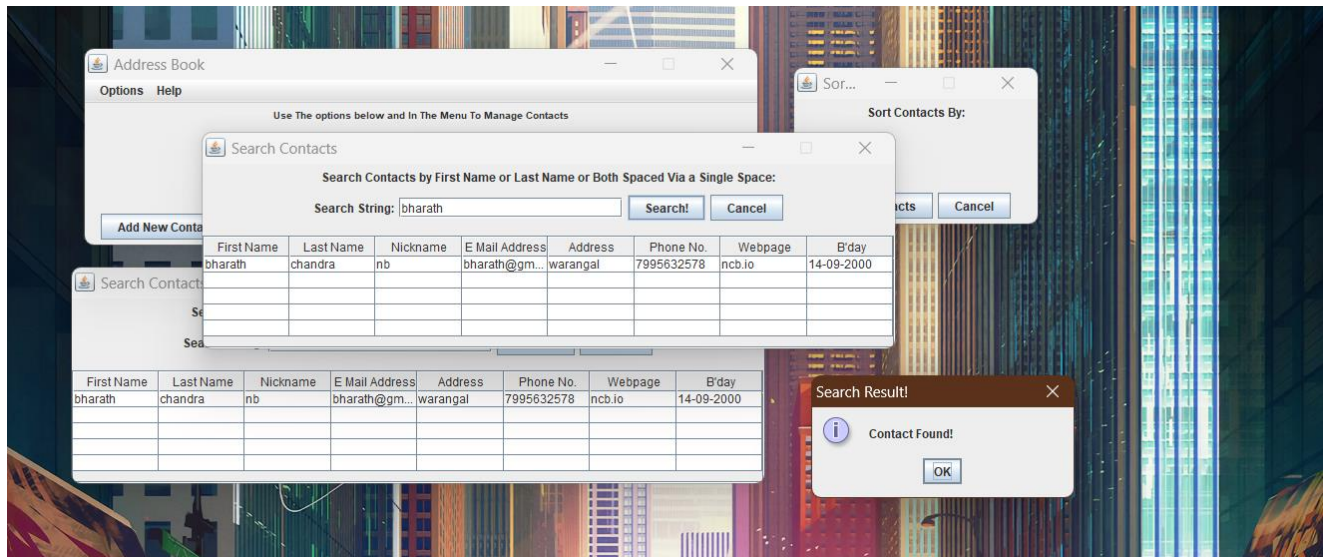 Address Book
Options Help
Use The options below and In The Menu To Manage Contacts
Add New Conta
Sor...
Sort Contacts By:
Cancel
Search Contacts
Search Contacts by First Name or Last Name or Both Spaced Via a Single Space:
Search String: bharath Search! Cancel
First Name Last Name Nickname E Mail Address Address Phone No. Webpage B'day
bharath chandra nb bharath@gm... warangal 7995632578 ncb.io 14-09-2000
Search Contact
First Name Last Name Nickname E Mail Address Address Phone No. Webpage B'day
bharath chandra nb bharath@gm... warangal 7995632578 ncb.io 14-09-2000
Search Result!
Contact Found!
OK